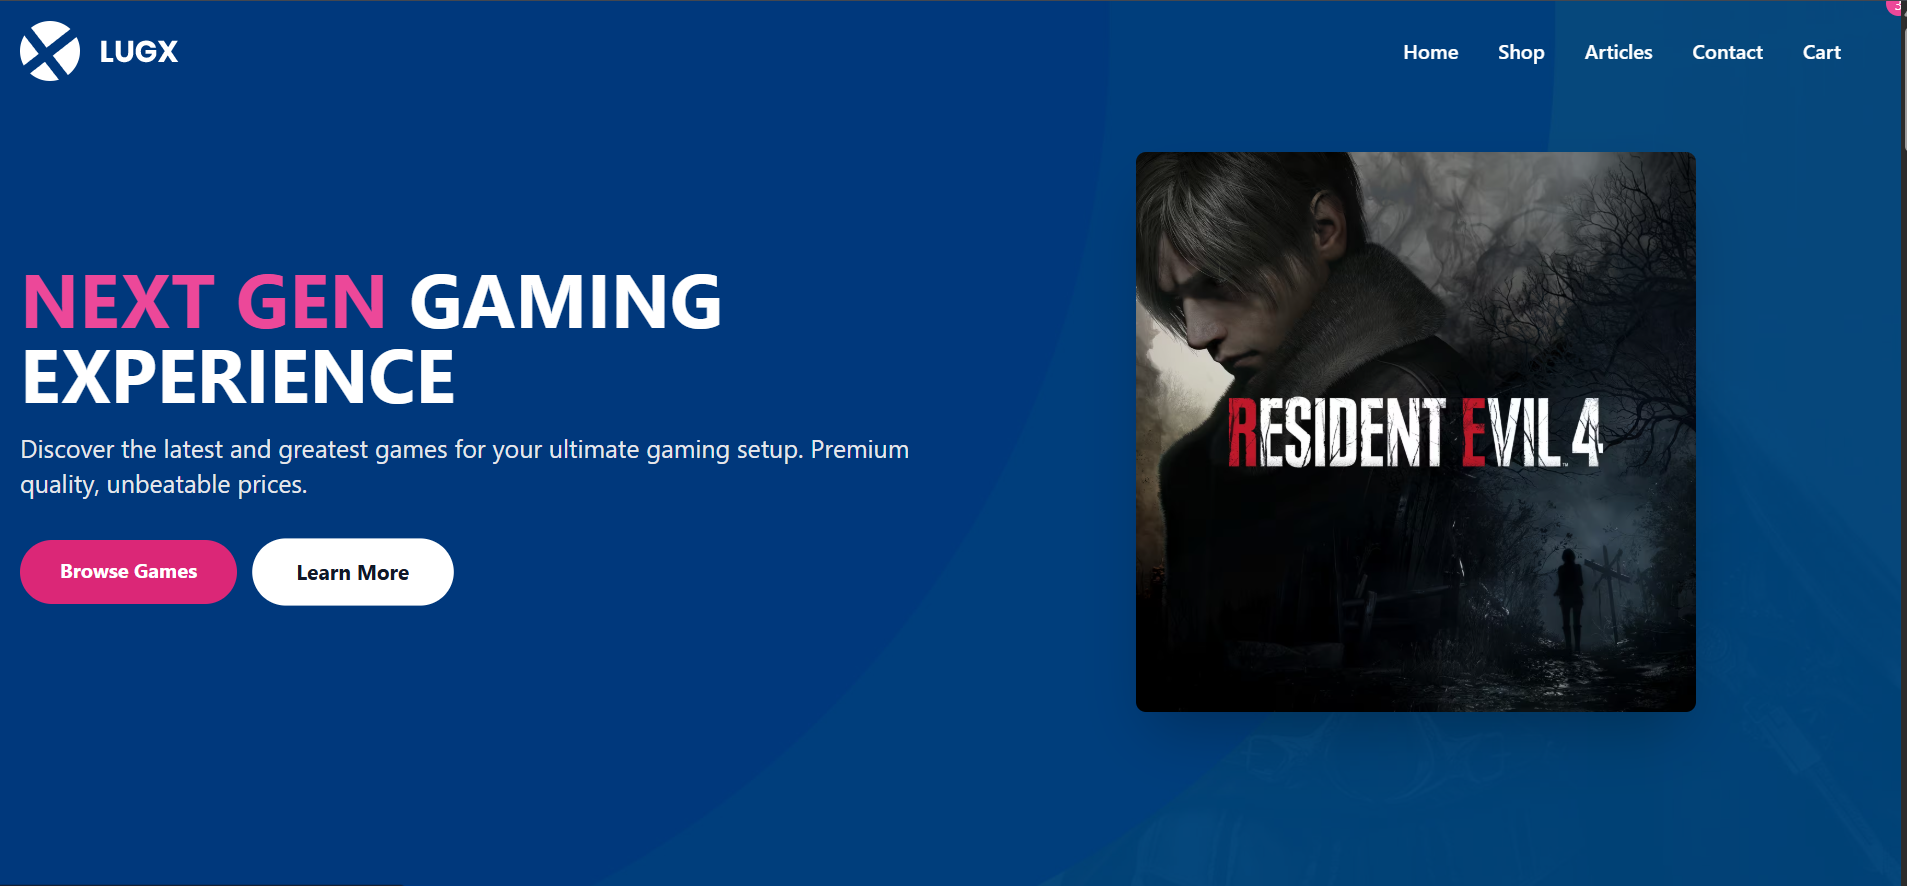 3
LUGX
Home Shop Articles Contact Cart
NEXT GEN GAMING
EXPERIENCE
Discover the latest and greatest games for your ultimate gaming setup. Premium
quality, unbeatable prices.
Browse Games Learn More
RESIDENT EVIL 4